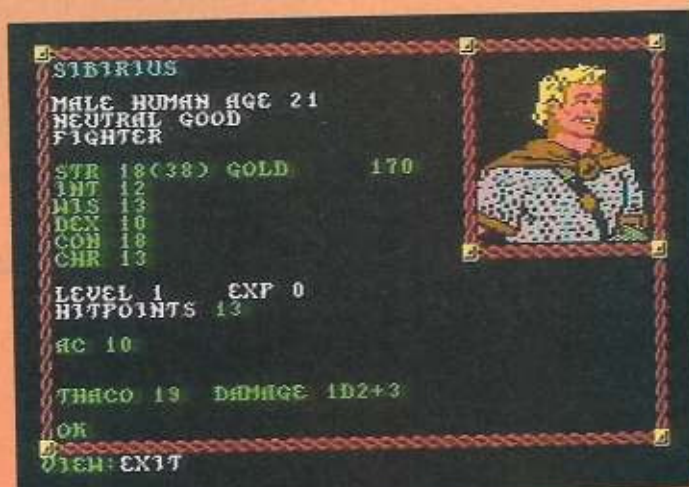 SIBIRIUS
MALE HUMAN AGE 21
NEUTRAL GOOD
FIGHTER
STR 18(38) GOLD 170
INT 12
WIS 13
DEX 10
CON 18
CHR 13
LEVEL 1 EXP 0
HITPOINTS 13
AC 10
THACO 19 DAMAGE 1D2+3
OK
VIEW: EXIT